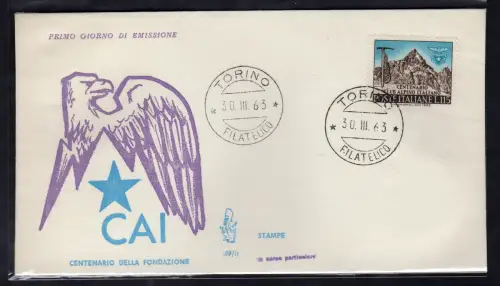 PRIMO GIORNO DI EMISSIONE
TORINO
30.III.63
FILATELICO
CENTENARIO
CLUB ALPINO ITALIANO
POSTE ITALIANE L.115
TORINO
30.III.63
FILATELICO
CAI
CENTENARIO DELLA FONDAZIONE
STAMPE